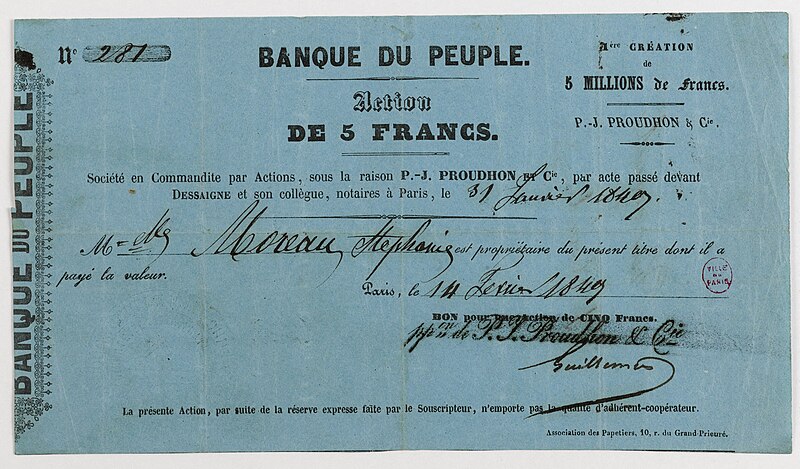 No 281
BANQUE DU PEUPLE.
1ère CRÉATION
de
5 MILLIONS de Francs.
P.-J. PROUDHON & Cie.
Action
DE 5 FRANCS.
Société en Commandite par Actions, sous la raison P.-J. PROUDHON ET Cie, par acte passé devant
DESSAIGNE et son collègue, notaires à Paris, le 31 Janvier 1849.
M elle Moreau Stephanie est propriétaire du présent titre dont il a
payé la valeur.
Paris, le 14 Fevrier 1849
VILLE
DE
PARIS
BON pour une action de CINQ Francs.
ppon de P. J. Proudhon & Cie
Guillemin
La présente Action, par suite de la réserve expresse faite par le Souscripteur, n'emporte pas la qualité d'adhérent-coopérateur.
Association des Papetiers, 10, r. du Grand-Prieuré.
BANQUE DU PEUPLE